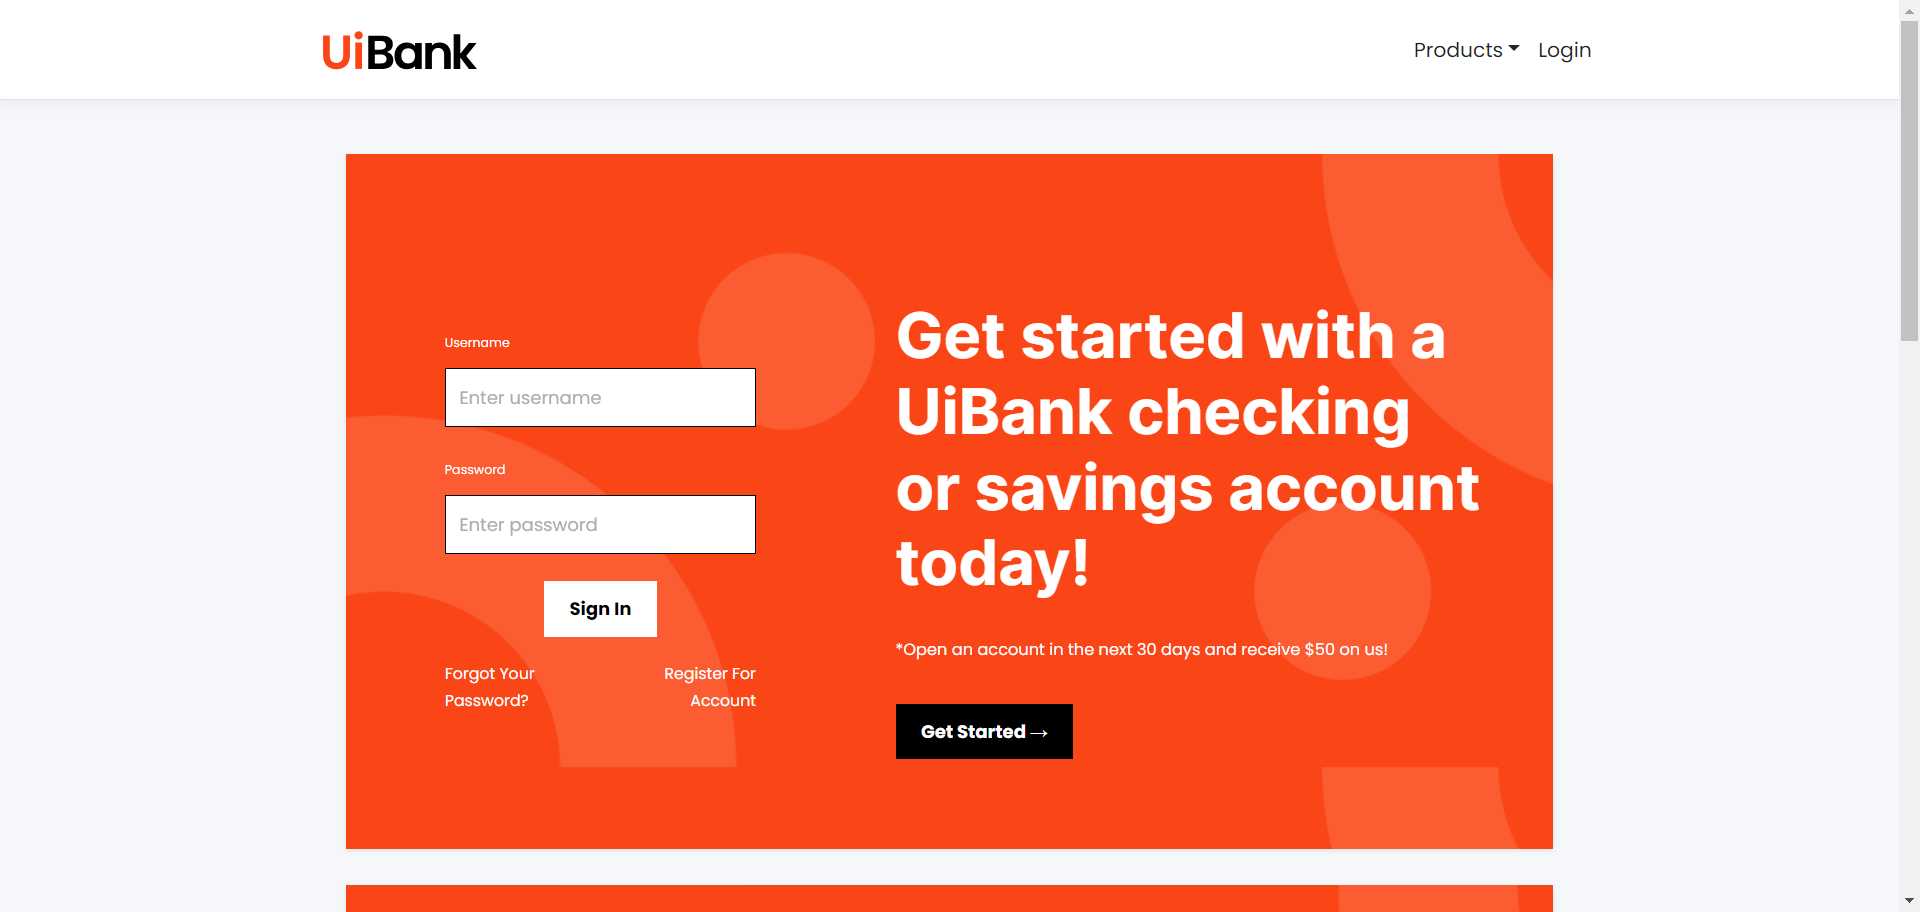 UiBank
Products Login
Username
Enter username
Password
Enter password
Sign In
Forgot Your
Password?
Register For
Account
Get started with a
UiBank checking
or savings account
today!
*Open an account in the next 30 days and receive $50 on us!
Get Started →